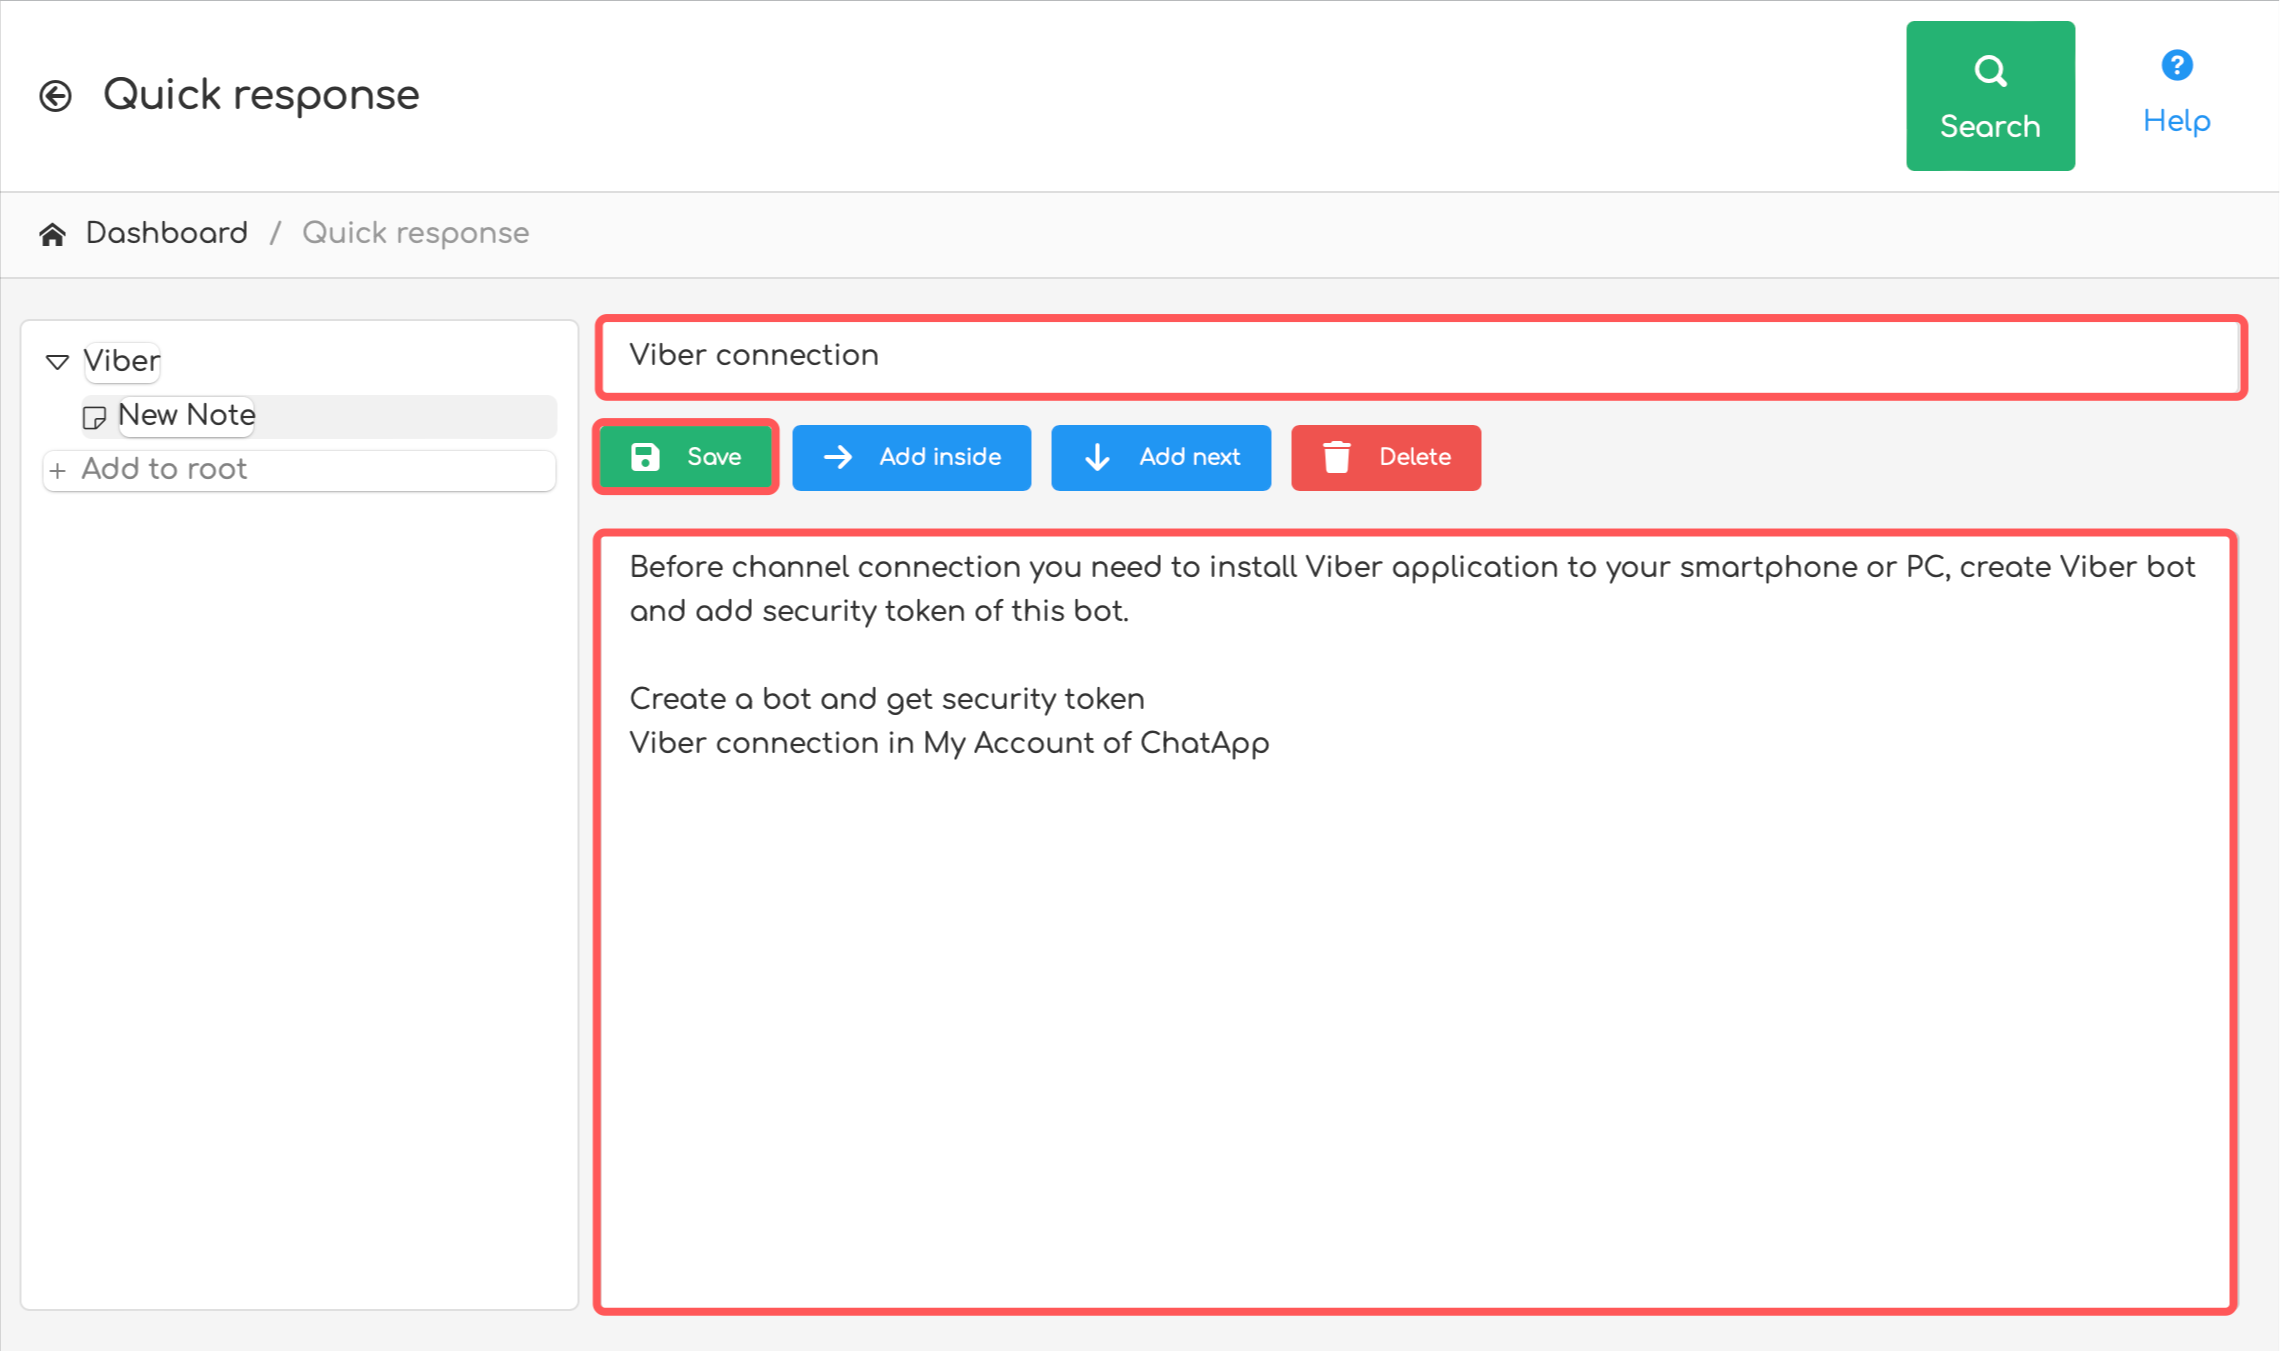 Quick response
Search
Help
Dashboard / Quick response
Viber
New Note
+ Add to root
Viber connection
Save
Add inside
Add next
Delete
Before channel connection you need to install Viber application to your smartphone or PC, create Viber bot
and add security token of this bot.
Create a bot and get security token
Viber connection in My Account of ChatApp